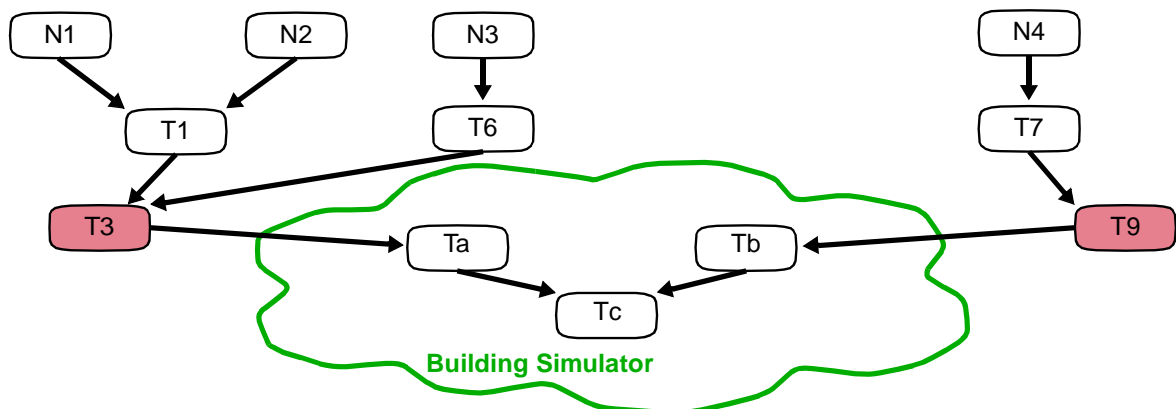 N1
N2
N3
N4
T1
T6
T7
T3
T9
Ta
Tb
Tc
Building Simulator